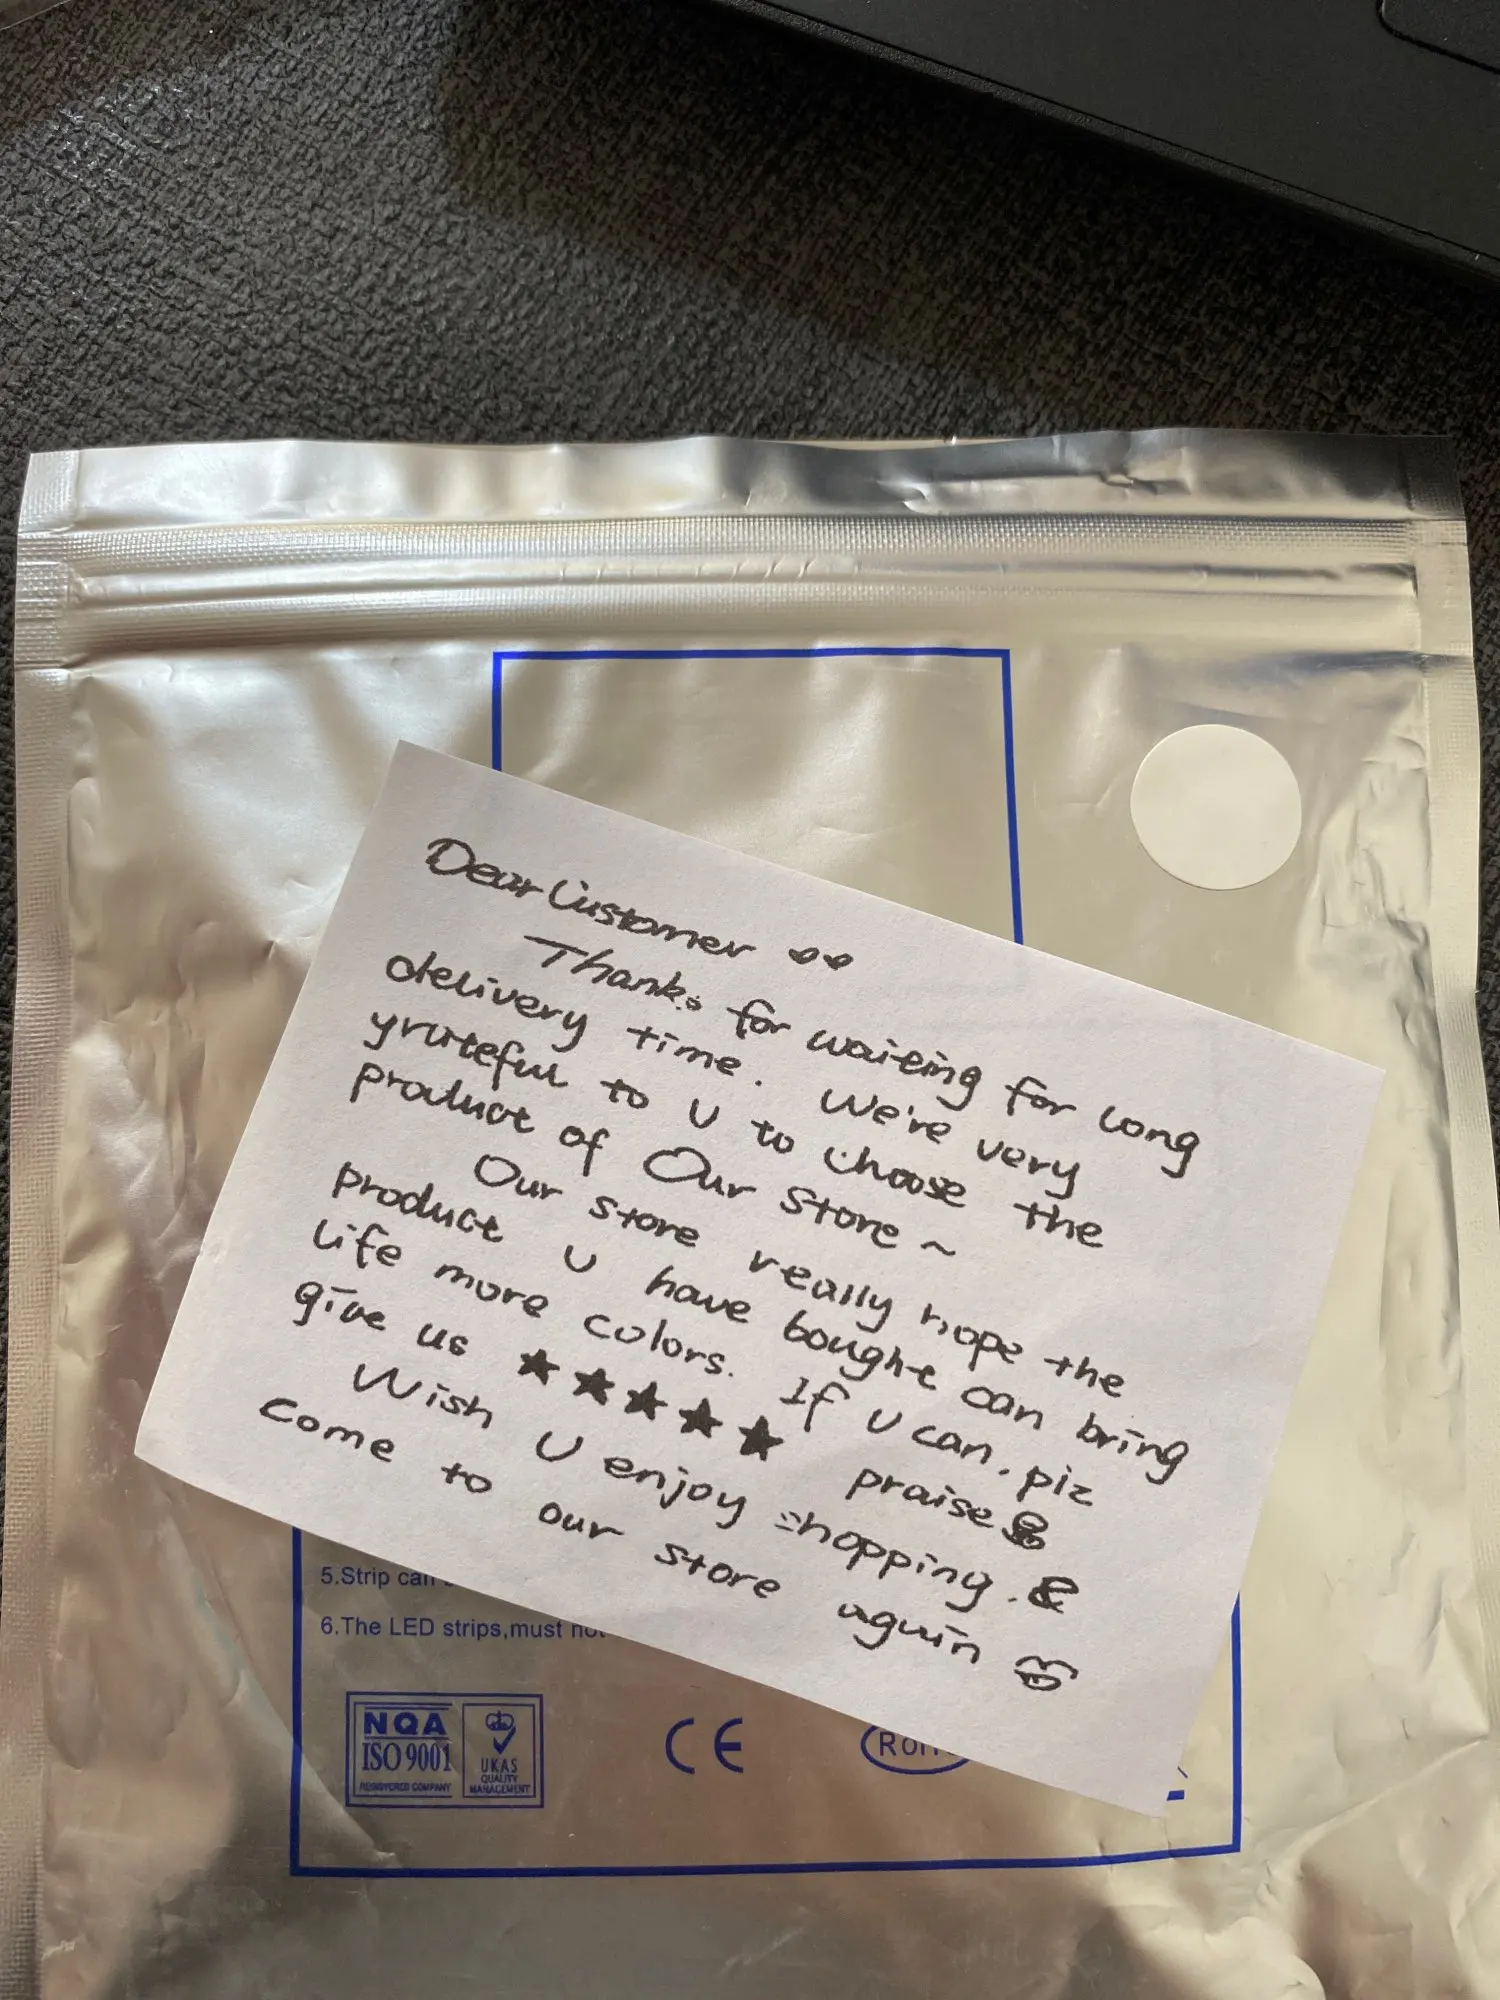 Dear Customer
Thanks for waiting for long
delivery time. We're very
grateful to U to choose the
product of Our Store ~
Our store really hope the
product U have bought can bring
life more colors. If U can. plz
give us ★★★★★ praise
Wish U enjoy shopping. &
Come to our store again
5.Strip can
6.The LED strips,must not
NQA
ISO 9001
REGISTERED COMPANY
UKAS
QUALITY
MANAGEMENT
CE
RoH